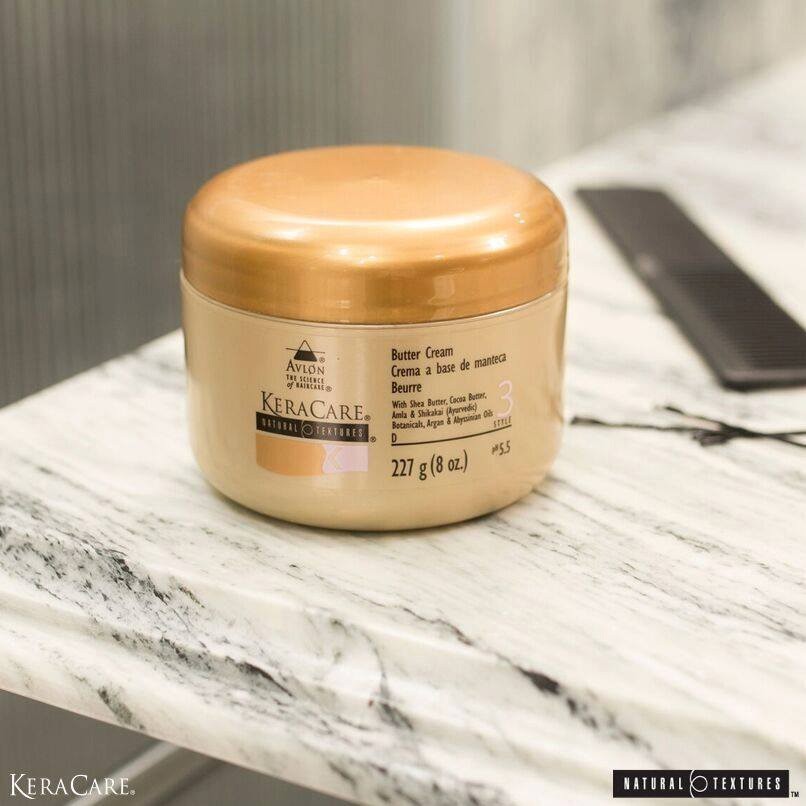 AVLON®
THE SCIENCE
of HAIRCARE®
KERACARE®
NATURAL TEXTURES®
K
Butter Cream
Crema a base de manteca
Beurre
With Shea Butter, Cocoa Butter,
Amla & Shikakai (Ayurvedic)
Botanicals, Argan & Abyssinian Oils
D
3
STYLE
227 g (8 oz.)
pH5.5
KERACARE®
NATURAL TEXTURES™